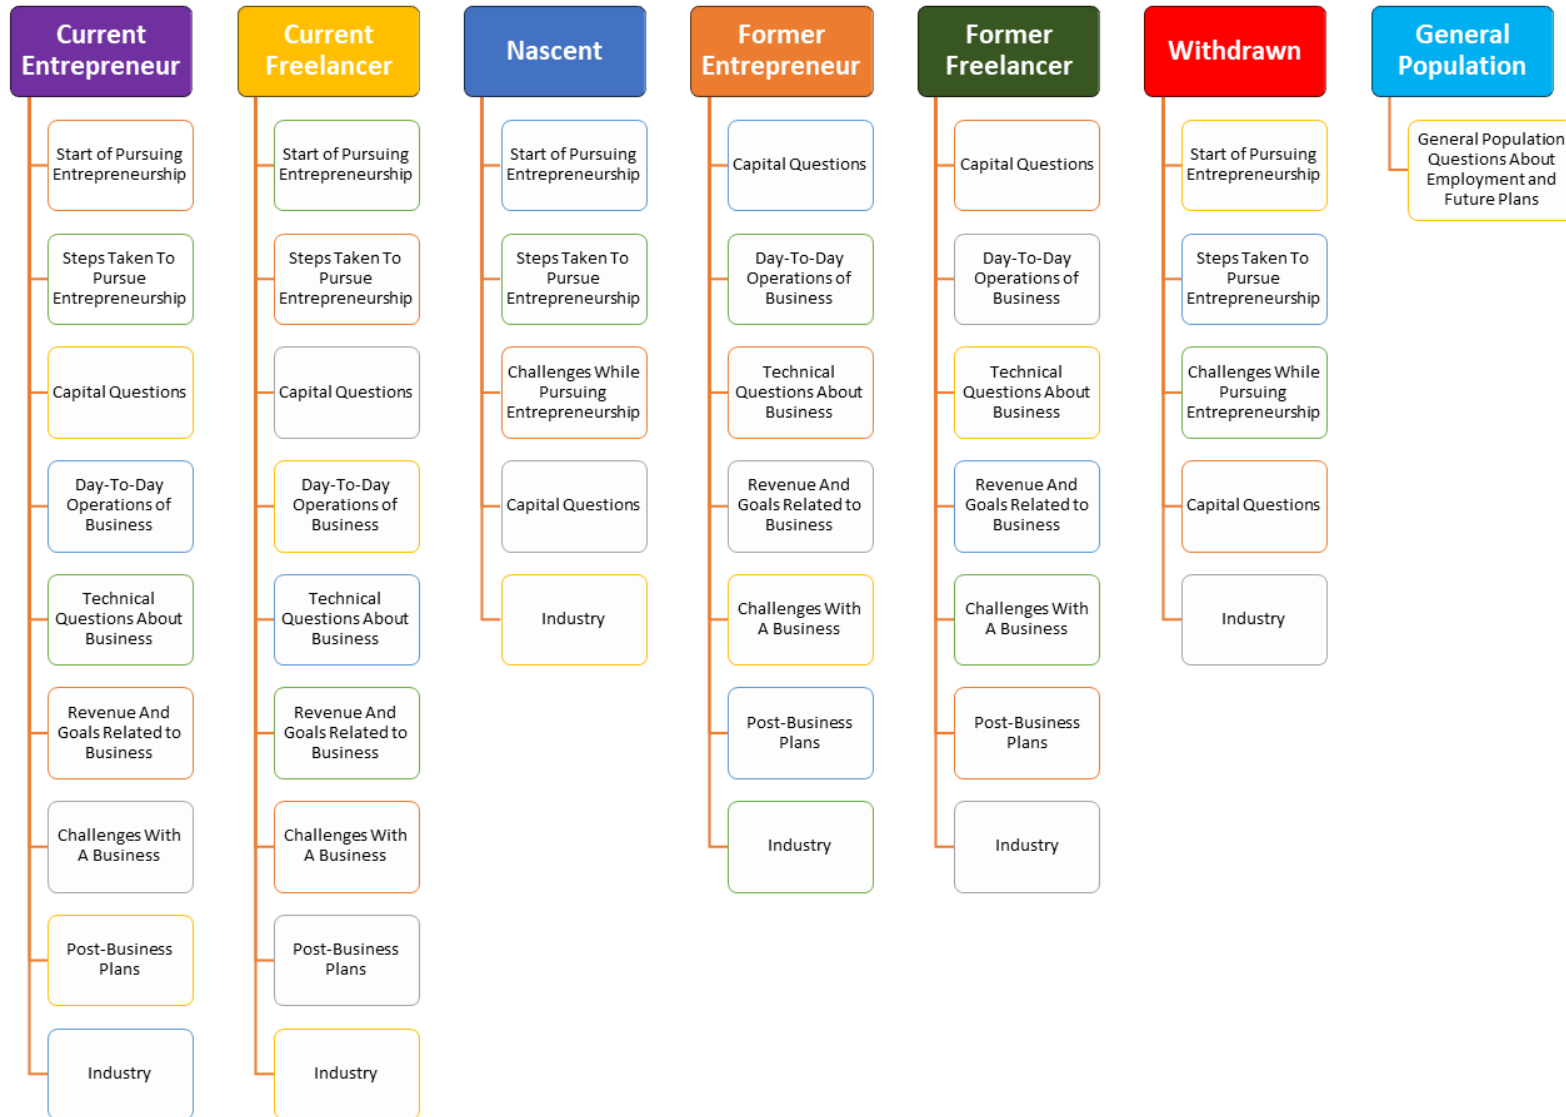 Current
Entrepreneur
Start of Pursuing
Entrepreneurship
Steps Taken To
Pursue
Entrepreneurship
Capital Questions
Day-To-Day
Operations of
Business
Technical
Questions About
Business
Revenue And
Goals Related to
Business
Challenges With
A Business
Post-Business
Plans
Industry
Current
Freelancer
Start of Pursuing
Entrepreneurship
Steps Taken To
Pursue
Entrepreneurship
Capital Questions
Day-To-Day
Operations of
Business
Technical
Questions About
Business
Revenue And
Goals Related to
Business
Challenges With
A Business
Post-Business
Plans
Industry
Nascent
Start of Pursuing
Entrepreneurship
Steps Taken To
Pursue
Entrepreneurship
Challenges While
Pursuing
Entrepreneurship
Capital Questions
Industry
Former
Entrepreneur
Capital Questions
Day-To-Day
Operations of
Business
Technical
Questions About
Business
Revenue And
Goals Related to
Business
Challenges With
A Business
Post-Business
Plans
Industry
Former
Freelancer
Capital Questions
Day-To-Day
Operations of
Business
Technical
Questions About
Business
Revenue And
Goals Related to
Business
Challenges With
A Business
Post-Business
Plans
Industry
Withdrawn
Start of Pursuing
Entrepreneurship
Steps Taken To
Pursue
Entrepreneurship
Challenges While
Pursuing
Entrepreneurship
Capital Questions
Industry
General
Population
General Population
Questions About
Employment and
Future Plans